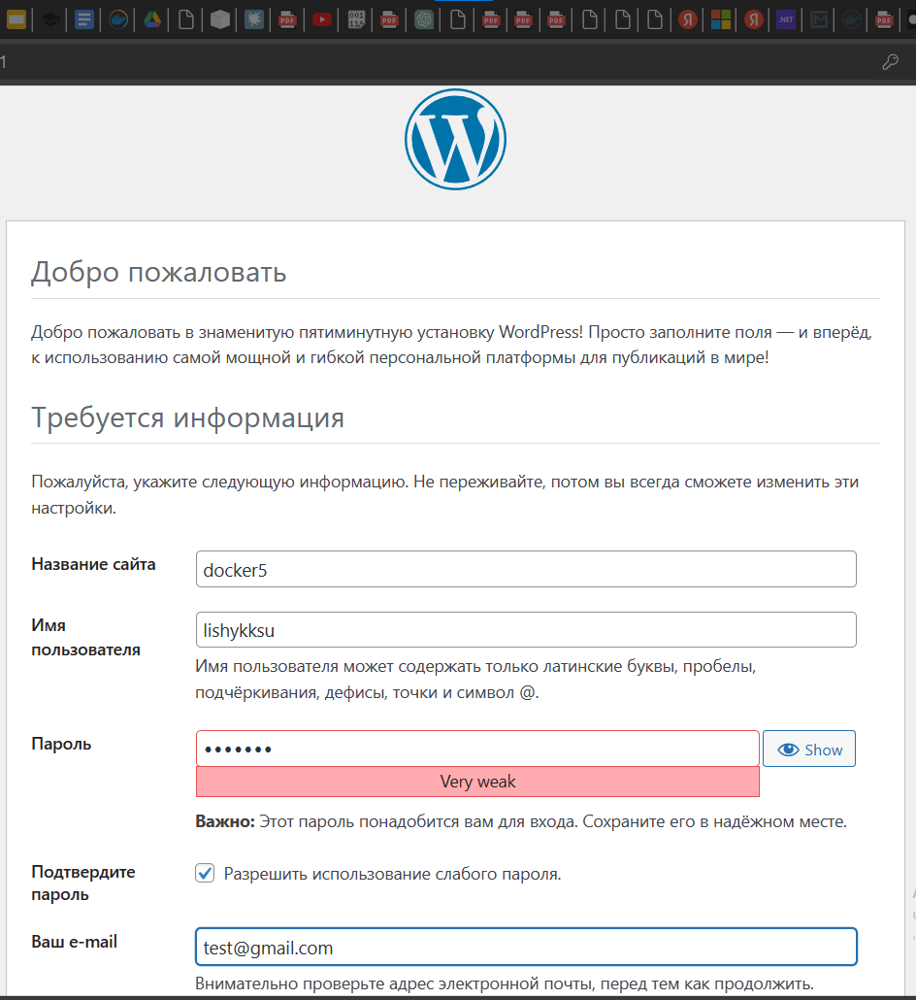 1
Добро пожаловать
Добро пожаловать в знаменитую пятиминутную установку WordPress! Просто заполните поля — и вперёд,
к использованию самой мощной и гибкой персональной платформы для публикаций в мире!
Требуется информация
Пожалуйста, укажите следующую информацию. Не переживайте, потом вы всегда сможете изменить эти
настройки.
Название сайта
docker5
Имя
пользователя
lishykksu
Имя пользователя может содержать только латинские буквы, пробелы,
подчёркивания, дефисы, точки и символ @.
Пароль
•••••••
Show
Very weak
Важно: Этот пароль понадобится вам для входа. Сохраните его в надёжном месте.
Подтвердите
пароль
Разрешить использование слабого пароля.
Ваш e-mail
test@gmail.com
Внимательно проверьте адрес электронной почты, перед тем как продолжить.